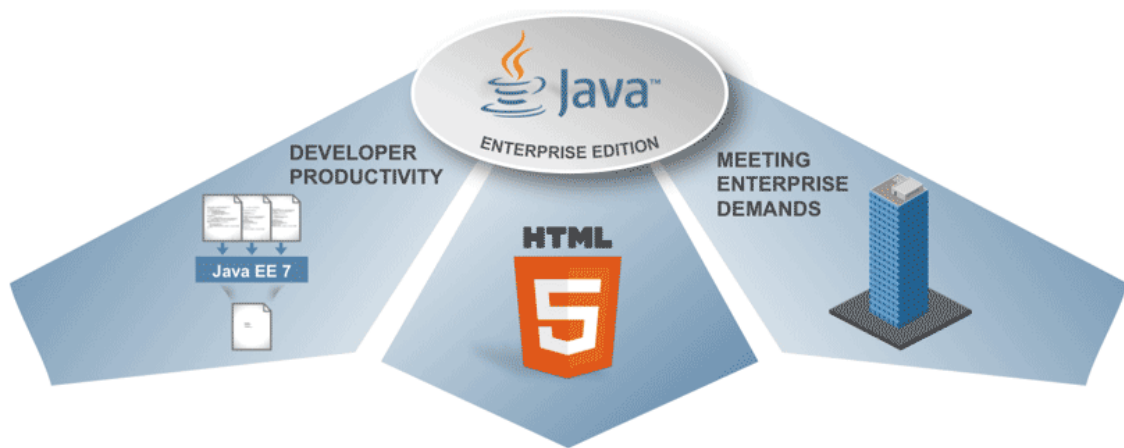 Java™
ENTERPRISE EDITION
DEVELOPER
PRODUCTIVITY
Java EE 7
HTML
5
MEETING
ENTERPRISE
DEMANDS